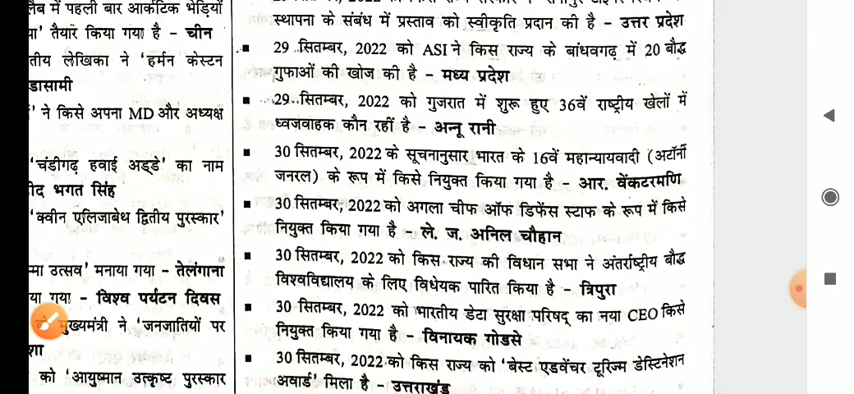 लैब में पहली बार आर्कटिक भेड़ियों
या' तैयार किया गया है - चीन
तीय लेखिका ने 'हर्मन केस्टन
डासामी
' ने किसे अपना MD और अध्यक्ष
'चंडीगढ़ हवाई अड्डे' का नाम
ीद भगत सिंह
'क्वीन एलिजाबेथ द्वितीय पुरस्कार'
म्मा उत्सव' मनाया गया - तेलंगाना
या गया - विश्व पर्यटन दिवस
मुख्यमंत्री ने 'जनजातियों पर
शा
को 'आयुष्मान उत्कृष्ट पुरस्कार
स्थापना के संबंध में प्रस्ताव को स्वीकृति प्रदान की है - उत्तर प्रदेश
29 सितम्बर, 2022 को ASI ने किस राज्य के बांधवगढ़ में 20 बौद्ध
गुफाओं की खोज की है - मध्य प्रदेश
29 सितम्बर, 2022 को गुजरात में शुरू हुए 36वें राष्ट्रीय खेलों में
ध्वजवाहक कौन रहीं है - अन्नू रानी
30 सितम्बर, 2022 के सूचनानुसार भारत के 16वें महान्यायवादी (अटॉर्नी
जनरल) के रूप में किसे नियुक्त किया गया है - आर. वेंकटरमणि
30 सितम्बर, 2022 को अगला चीफ ऑफ डिफेंस स्टाफ के रूप में किसे
नियुक्त किया गया है - ले. ज. अनिल चौहान
30 सितम्बर, 2022 को किस राज्य की विधान सभा ने अंतर्राष्ट्रीय बौद्ध
विश्वविद्यालय के लिए विधेयक पारित किया है - त्रिपुरा
30 सितम्बर, 2022 को भारतीय डेटा सुरक्षा परिषद् का नया CEO किसे
नियुक्त किया गया है - विनायक गोडसे
30 सितम्बर, 2022 को किस राज्य को 'बेस्ट एडवेंचर टूरिज्म डेस्टिनेशन
अवार्ड' मिला है - उत्तराखंड